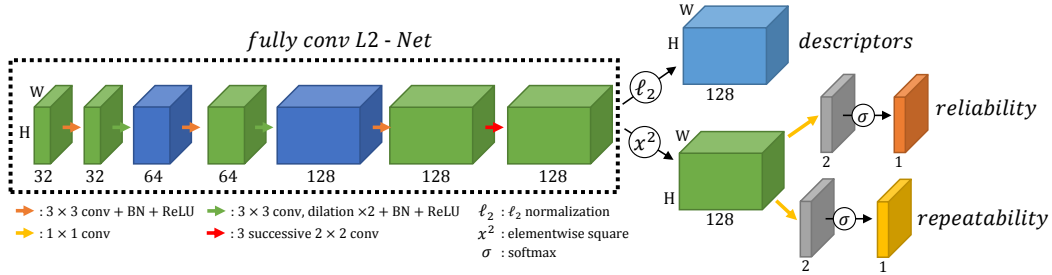 fully conv L2 - Net
W
H
32
32
64
64
128
128
128
ℓ2
x²
W
H
128
descriptors
W
H
128
2
σ
1
reliability
2
σ
1
repeatability
: 3 × 3 conv + BN + ReLU
: 3 × 3 conv, dilation ×2 + BN + ReLU
: 1 × 1 conv
: 3 successive 2 × 2 conv
ℓ2 : ℓ2 normalization
x² : elementwise square
σ : softmax